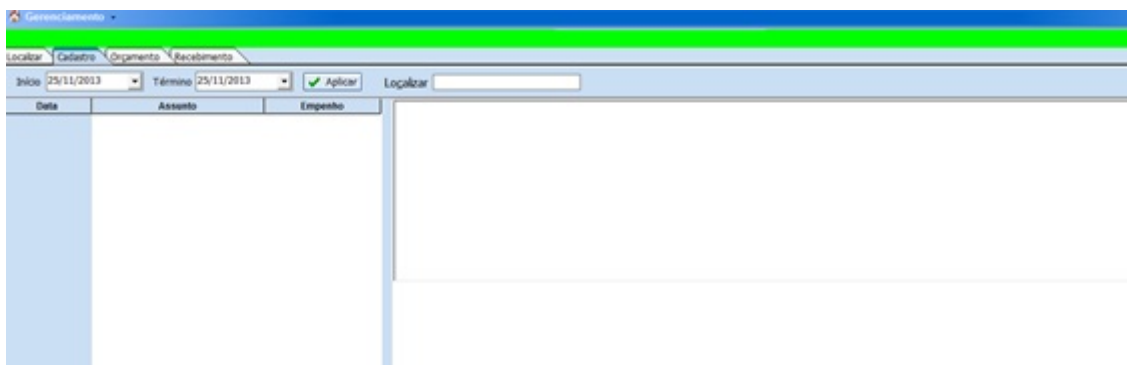 Gerenciamento
Localizar Cadastro Orçamento Recebimento
Início 25/11/2013 Término 25/11/2013 Aplicar Localizar
Data Assunto Empenho